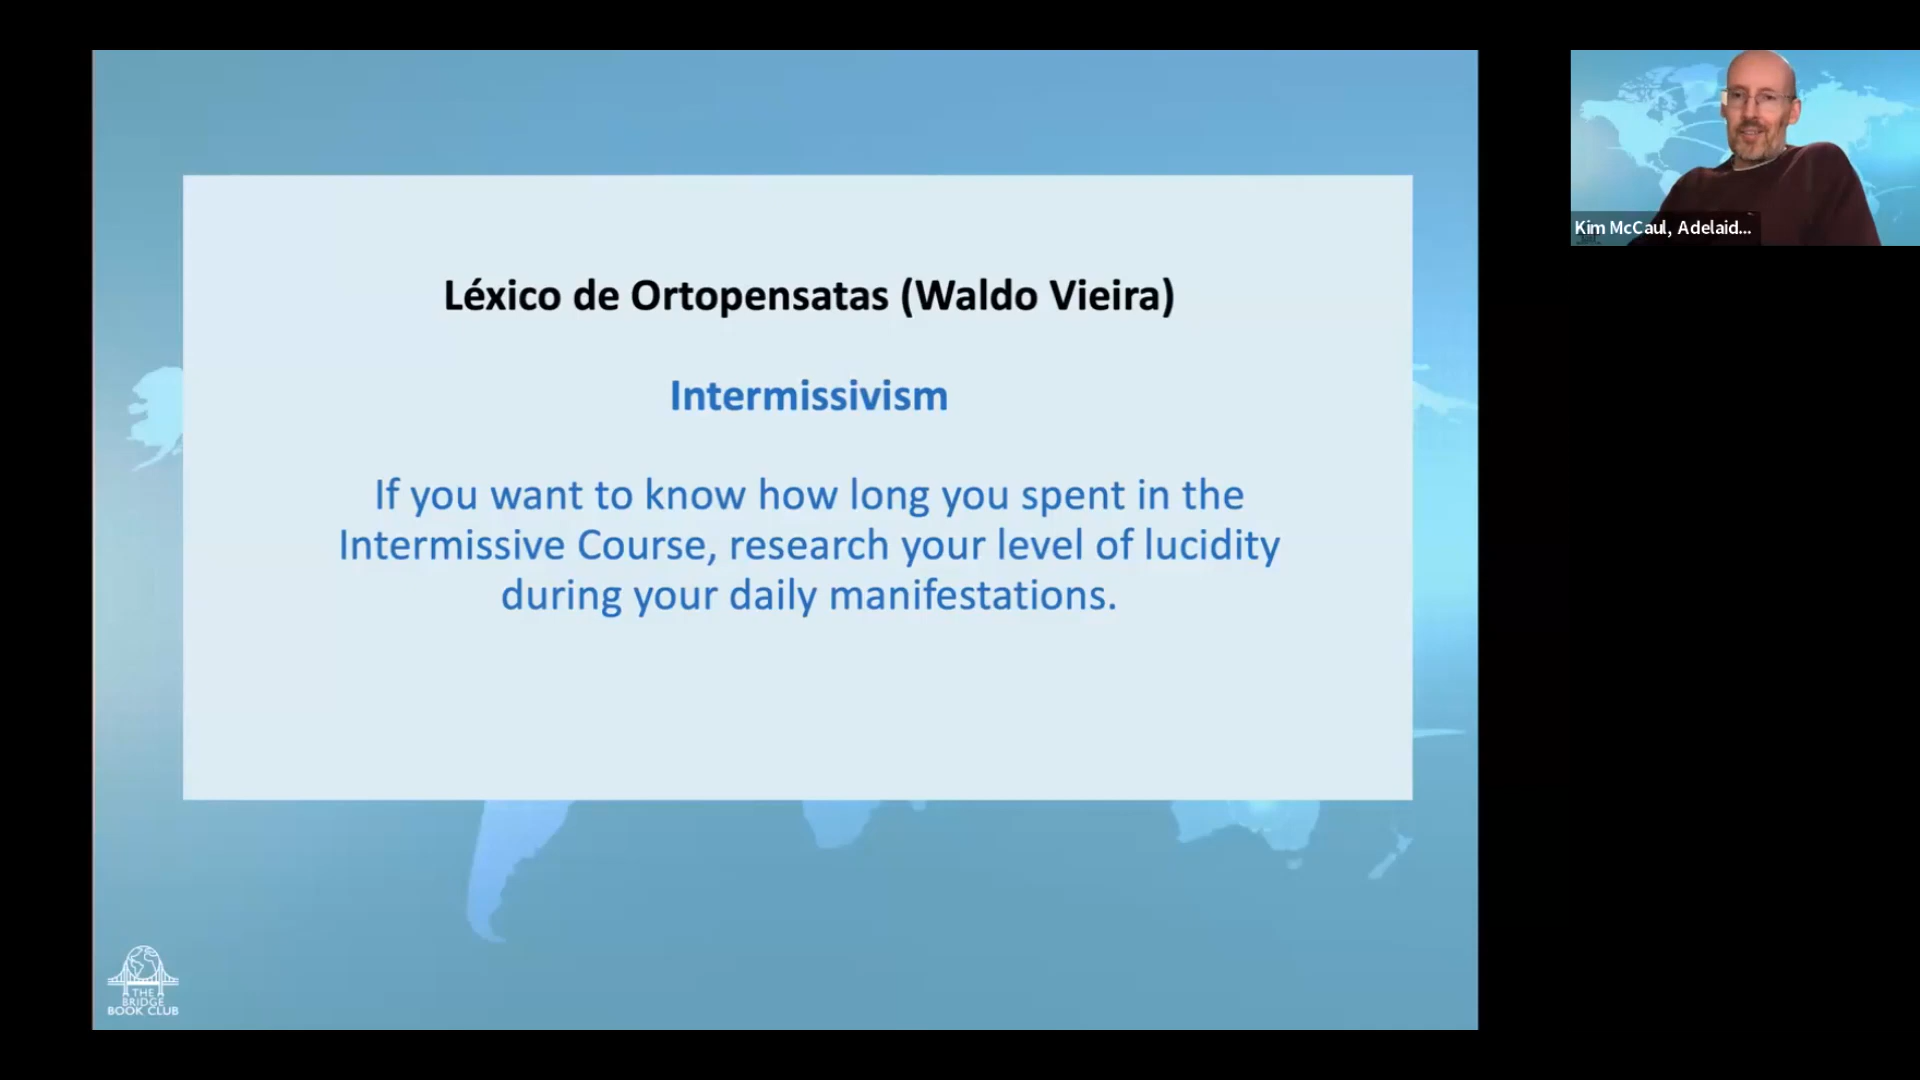 Léxico de Ortopensatas (Waldo Vieira)
Intermissivism
If you want to know how long you spent in the
Intermissive Course, research your level of lucidity
during your daily manifestations.
Kim McCaul, Adelaid...
THE
BRIDGE
BOOK CLUB